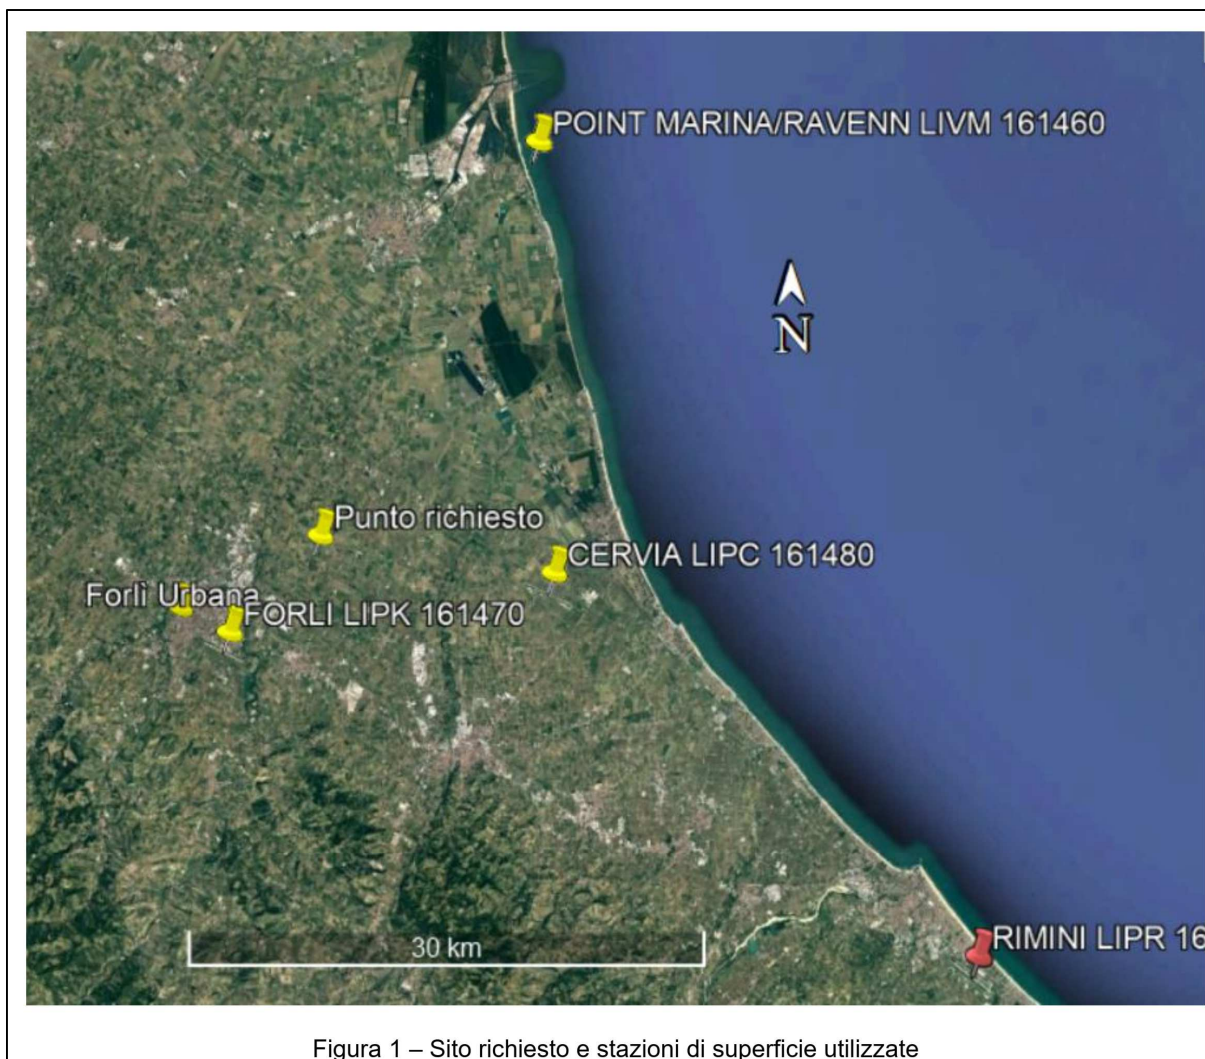 POINT MARINA/RAVENN LIVM 161460
N
Punto richiesto
CERVIA LIPC 161480
Forlì Urbana
FORLI LIPK 161470
RIMINI LIPR 16
30 km
Figura 1 – Sito richiesto e stazioni di superficie utilizzate